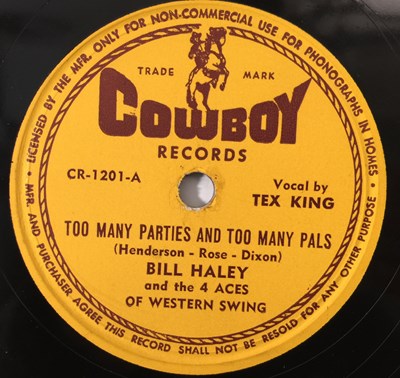 LICENSED BY THE MFR. ONLY FOR NON-COMMERCIAL USE FOR PHONOGRAPHS IN HOMES
• MFR. AND PURCHASER AGREE THIS RECORD SHALL NOT BE RESOLD FOR ANY OTHER PURPOSE •
TRADE MARK
COWBOY
RECORDS
CR-1201-A
Vocal by
TEX KING
TOO MANY PARTIES AND TOO MANY PALS
(Henderson - Rose - Dixon)
BILL HALEY
and the 4 ACES
OF WESTERN SWING